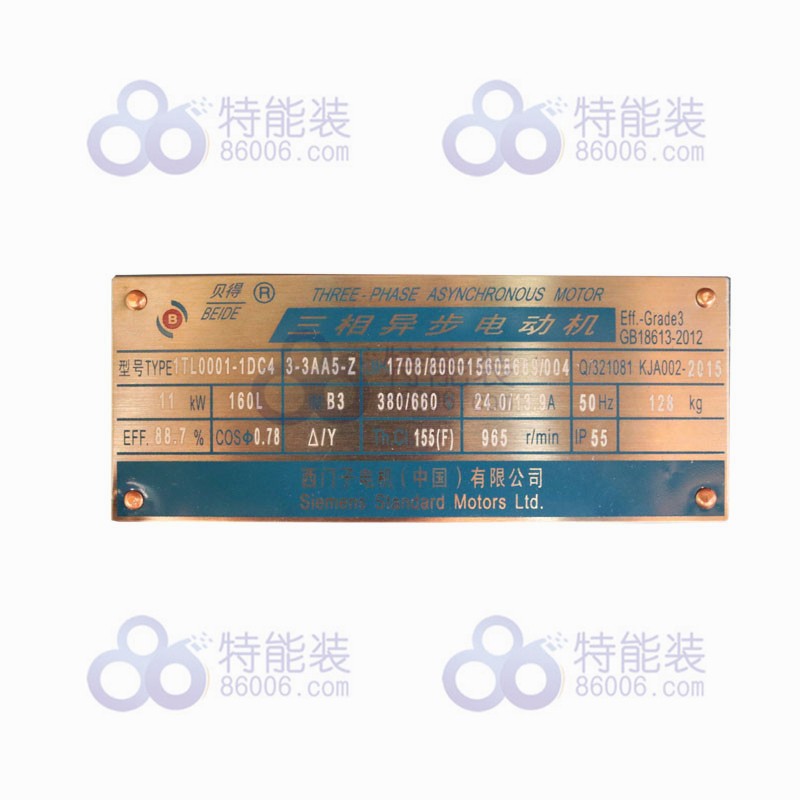 特能装 特能装
86006.com 86006.com
贝得 ® THREE-PHASE ASYNCHRONOUS MOTOR
BEIDE 三相异步电动机 Eff.-Grade3
GB18613-2012
型号TYPE 1TL0001-1DC4 3-3AA5-Z Q/321081 KJA002-2015
11 kW 160L B3 380/660 24.0/13.9A 50Hz 128 kg
EFF. 88.7 % COSΦ0.78 Δ/Y Th.Cl 155(F) 965 r/min IP 55
西门子电机(中国)有限公司
Siemens Standard Motors Ltd.
特能装 特能装
86006.com 86006.com